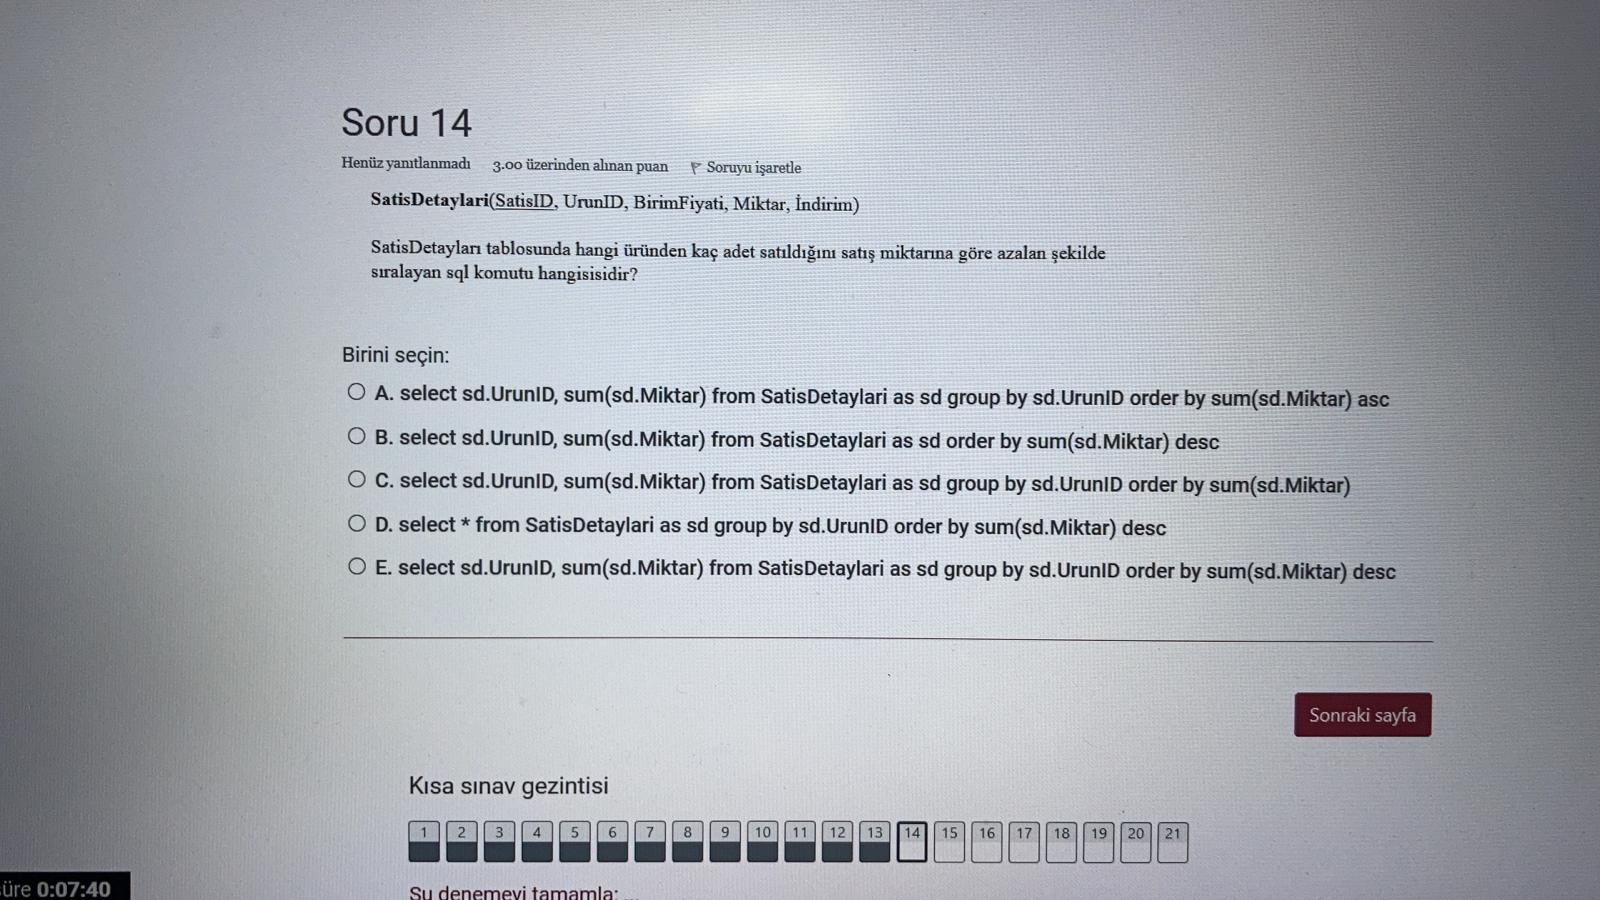 Soru 14
Henüz yanıtlanmadı 3.00 üzerinden alınan puan Soruyu işaretle
SatisDetaylari(SatisID, UrunID, BirimFiyati, Miktar, İndirim)
SatisDetayları tablosunda hangi üründen kaç adet satıldığını satış miktarına göre azalan şekilde
sıralayan sql komutu hangisisidir?
Birini seçin:
A. select sd.UrunID, sum(sd.Miktar) from SatisDetaylari as sd group by sd.UrunID order by sum(sd.Miktar) asc
B. select sd.UrunID, sum(sd.Miktar) from SatisDetaylari as sd order by sum(sd.Miktar) desc
C. select sd.UrunID, sum(sd.Miktar) from SatisDetaylari as sd group by sd.UrunID order by sum(sd.Miktar)
D. select * from SatisDetaylari as sd group by sd.UrunID order by sum(sd.Miktar) desc
E. select sd.UrunID, sum(sd.Miktar) from SatisDetaylari as sd group by sd.UrunID order by sum(sd.Miktar) desc
Sonraki sayfa
Kısa sınav gezintisi
1 2 3 4 5 6 7 8 9 10 11 12 13 14 15 16 17 18 19 20 21
üre 0:07:40
Şu denemeyi tamamla: